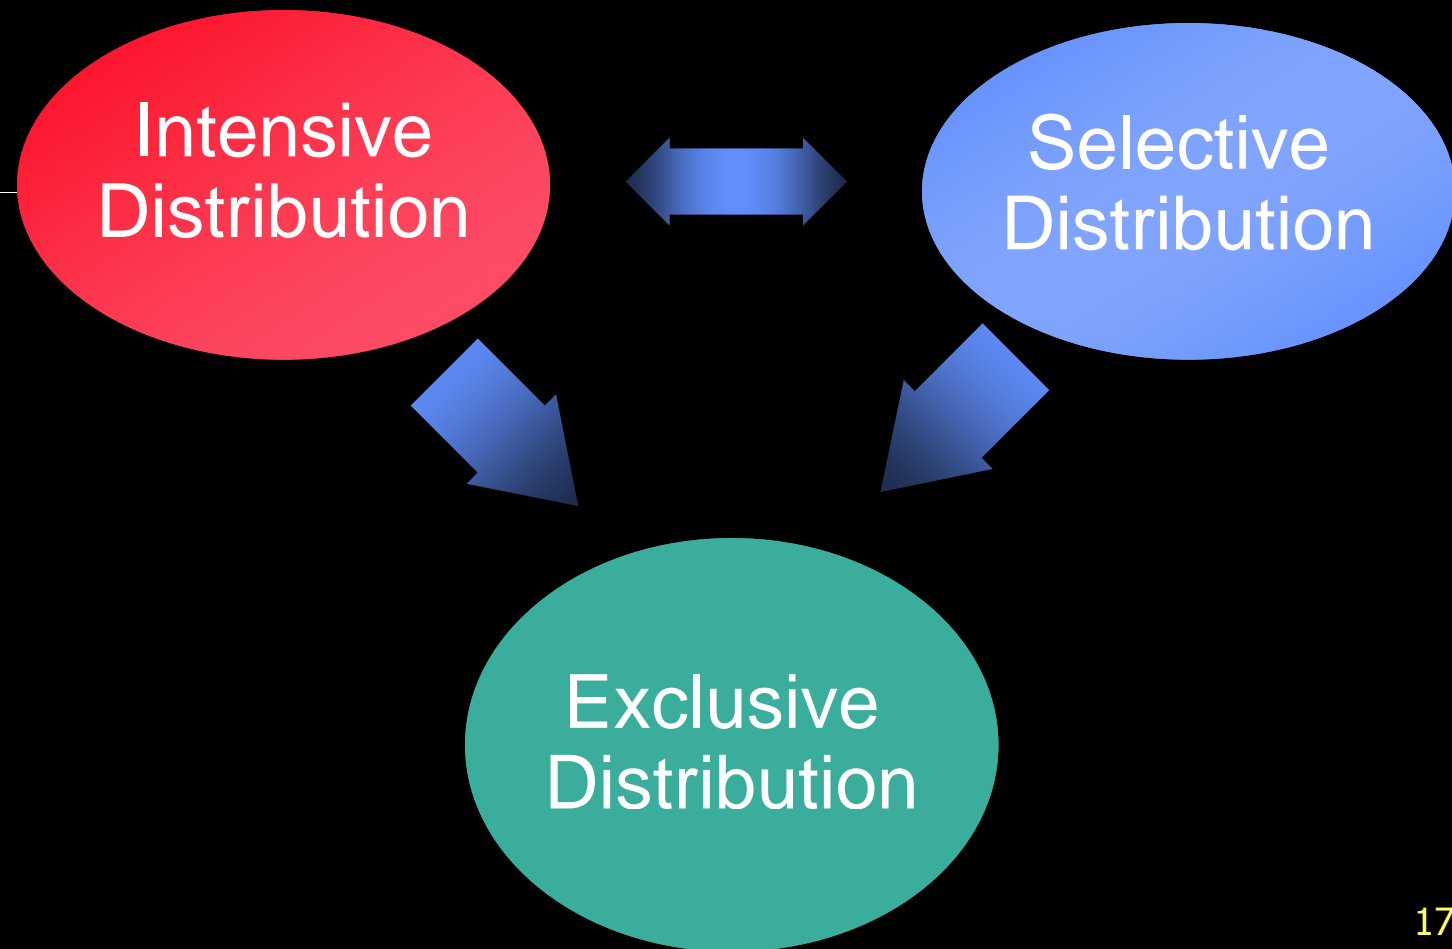 Intensive
Distribution
Selective
Distribution
Exclusive
Distribution
17